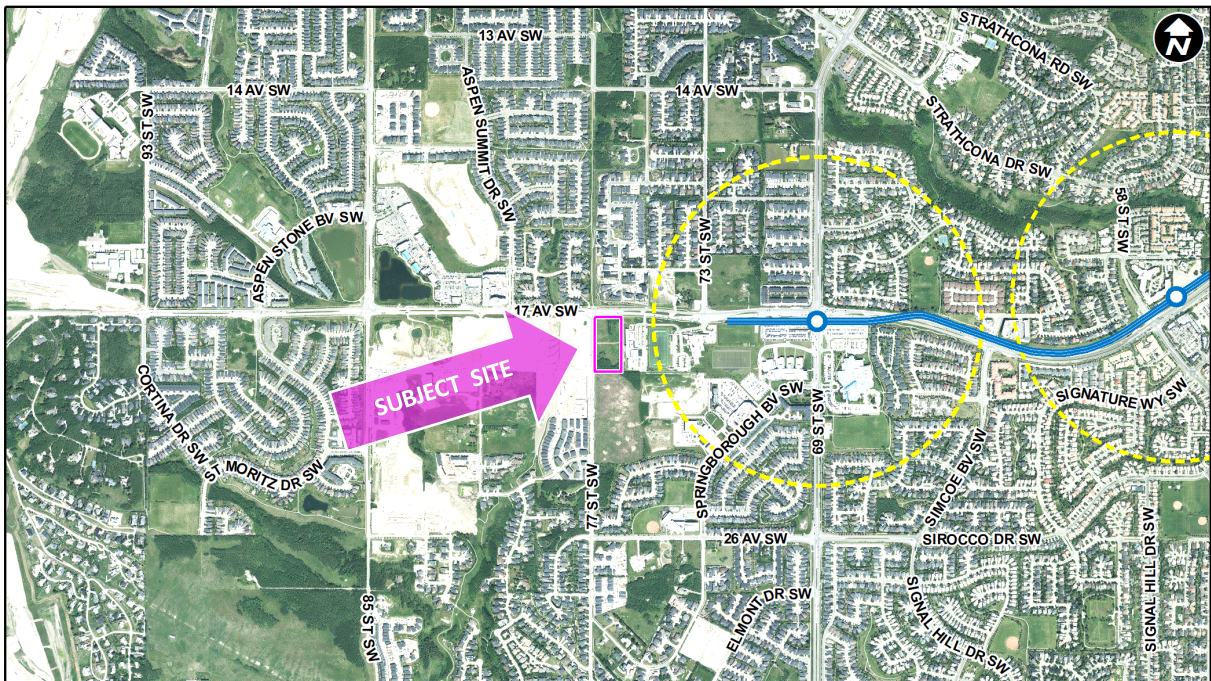 13 AV SW
STRATHCONA RD SW
N
14 AV SW
14 AV SW
ASPEN SUMMIT DR SW
STRATHCONA DR SW
93 ST SW
58 ST SW
ASPEN STONE BV SW
73 ST SW
17 AV SW
SUBJECT SITE
CORTINA DR SW
ST MORITZ DR SW
SPRINGBOROUGH BV SW
69 ST SW
SIGNATURE WY SW
SIMCOE BV SW
77 ST SW
26 AV SW
SIROCCO DR SW
SIGNAL HILL DR SW
85 ST SW
ELMONT DR SW
SIGNAL HILL DR SW